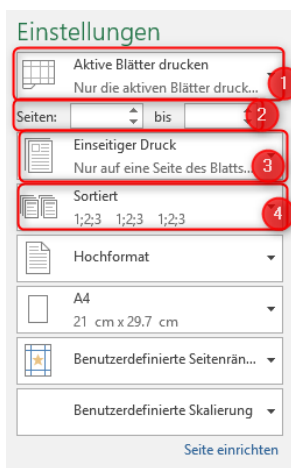 Einstellungen
Aktive Blätter drucken
Nur die aktiven Blätter druck...
1
Seiten: bis
2
Einseitiger Druck
Nur auf eine Seite des Blatts...
3
Sortiert
1;2;3 1;2;3 1;2;3
4
Hochformat
A4
21 cm x 29.7 cm
Benutzerdefinierte Seitenrän...
Benutzerdefinierte Skalierung
Seite einrichten